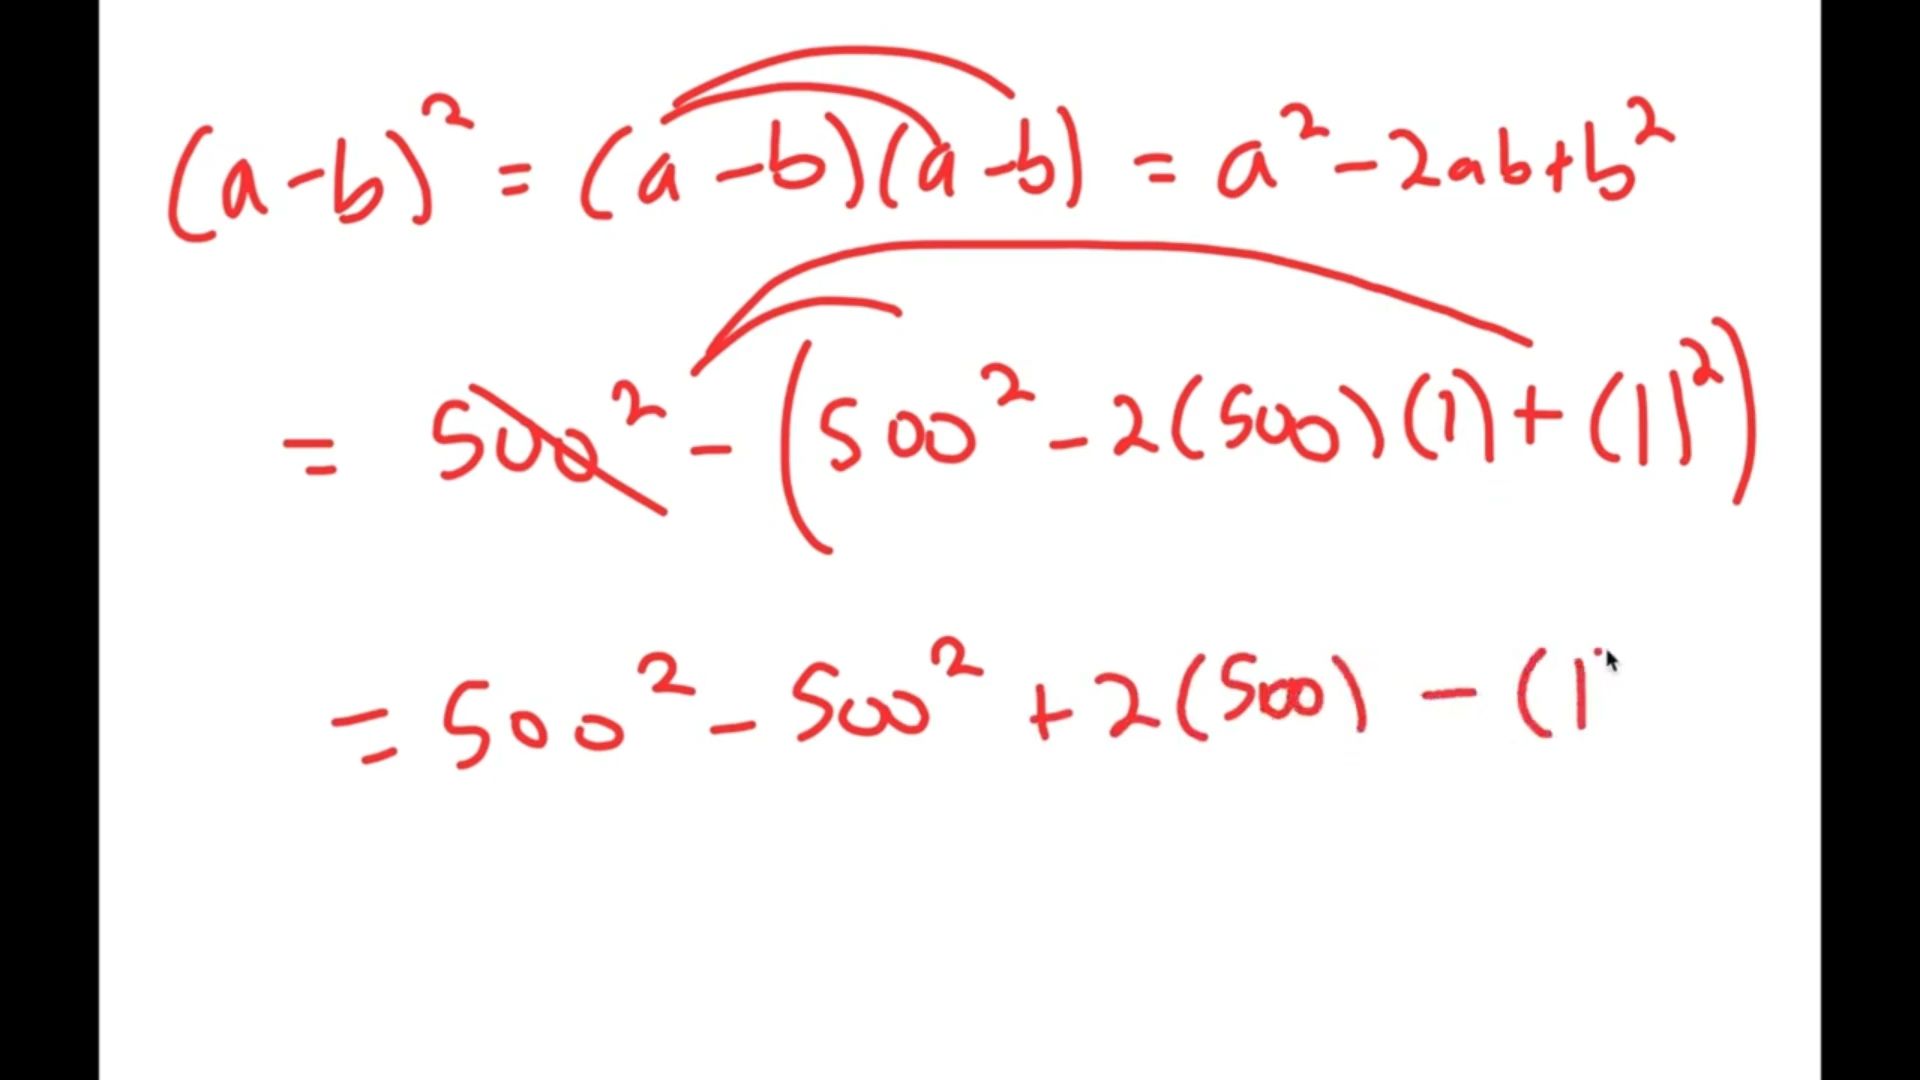 (a-b)² = (a-b)(a-b) = a²-2ab+b²
= 500² - (500² - 2(500)(1) + (1)²)
= 500² - 500² + 2(500) - (1